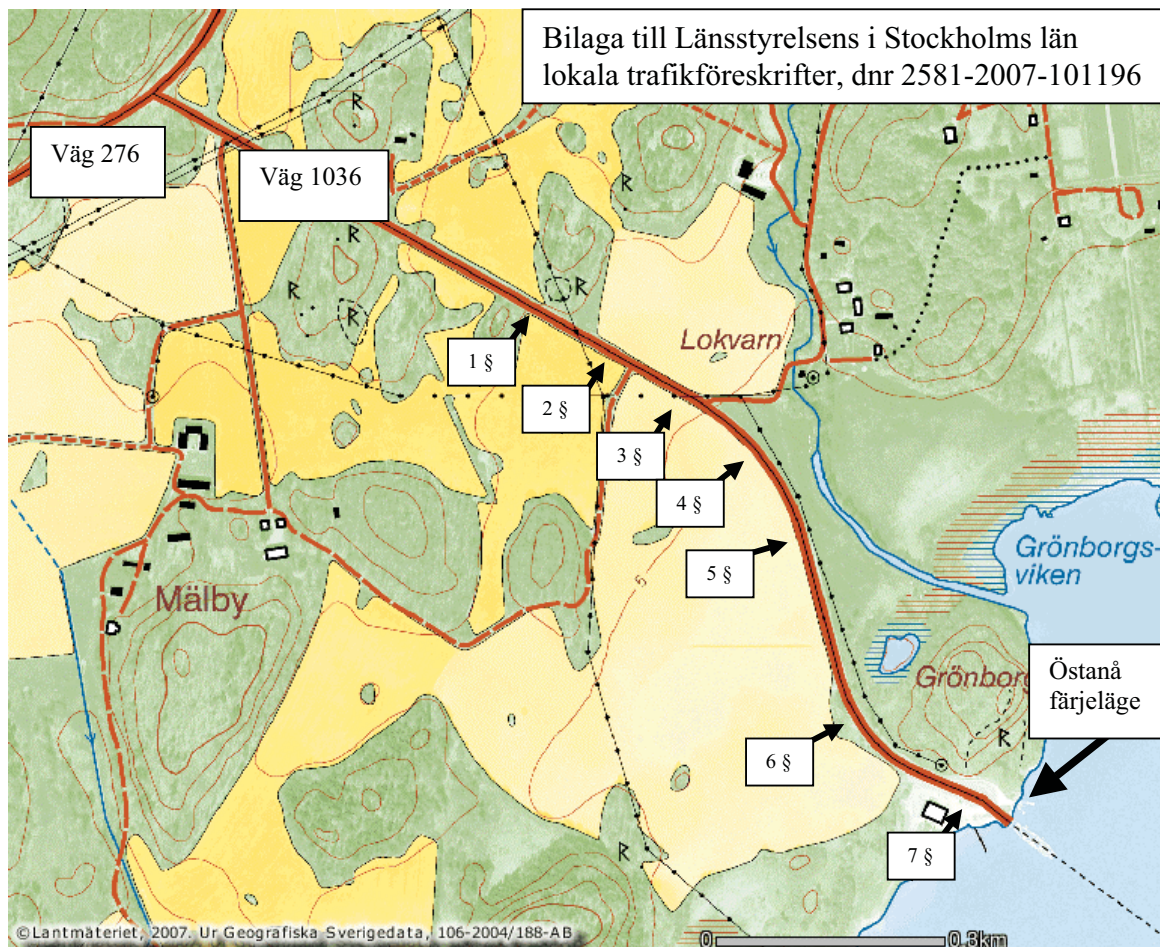 Bilaga till Länsstyrelsens i Stockholms län
lokala trafikföreskrifter, dnr 2581-2007-101196
R
Väg 276
Väg 1036
R
R
R
R
Lokvarn
1 §
2 §
3 §
4 §
5 §
Grönborgs-
viken
Mälby
Grönborg
Östanå
färjeläge
R
6 §
7 §
R
©Lantmäteriet, 2007. Ur Geografiska Sverigedata, 106-2004/188-AB
0
0.3km